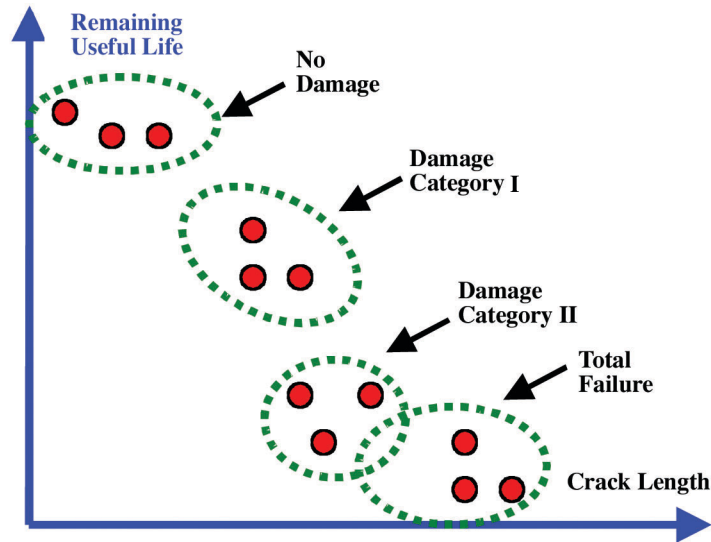 Remaining
Useful Life
No
Damage
Damage
Category I
Damage
Category II
Total
Failure
Crack Length